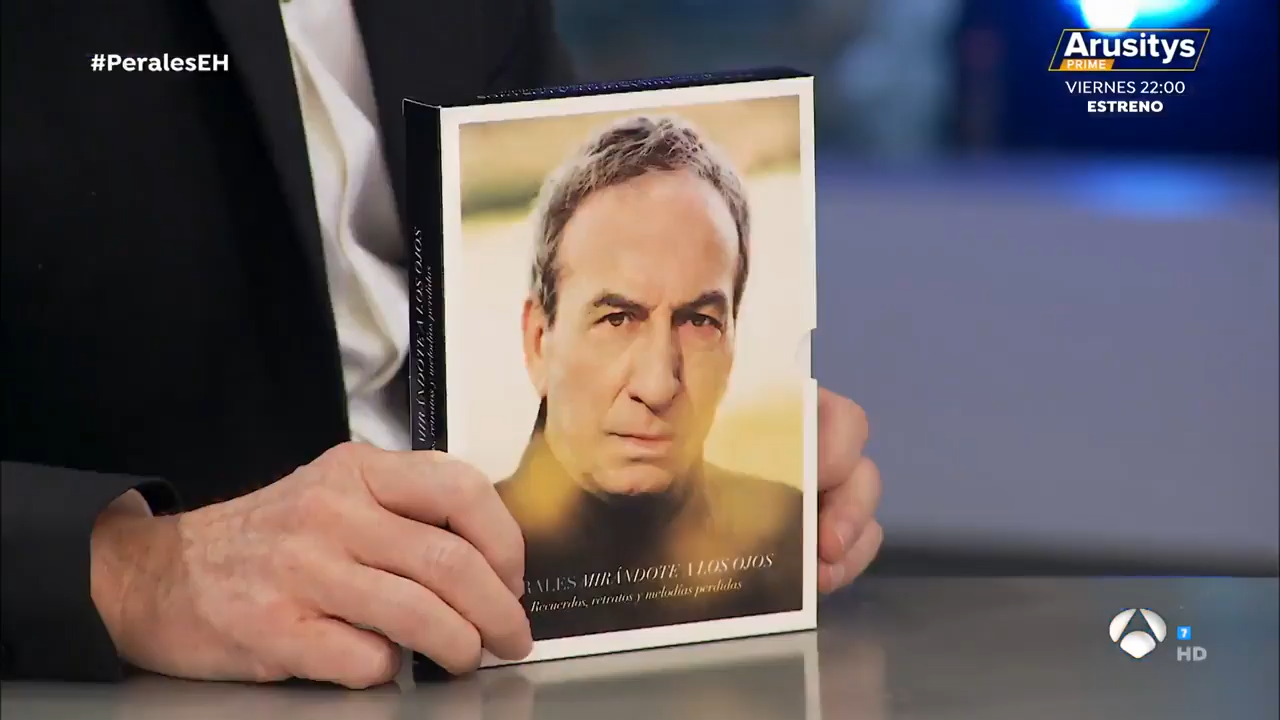 #PeralesEH
Arusitys
PRIME
VIERNES 22:00
ESTRENO
MIRÁNDOTE A LOS OJOS
retratos y melodías perdidas
RALES MIRÁNDOTE A LOS OJOS
Recuerdos, retratos y melodías perdidas
7
HD